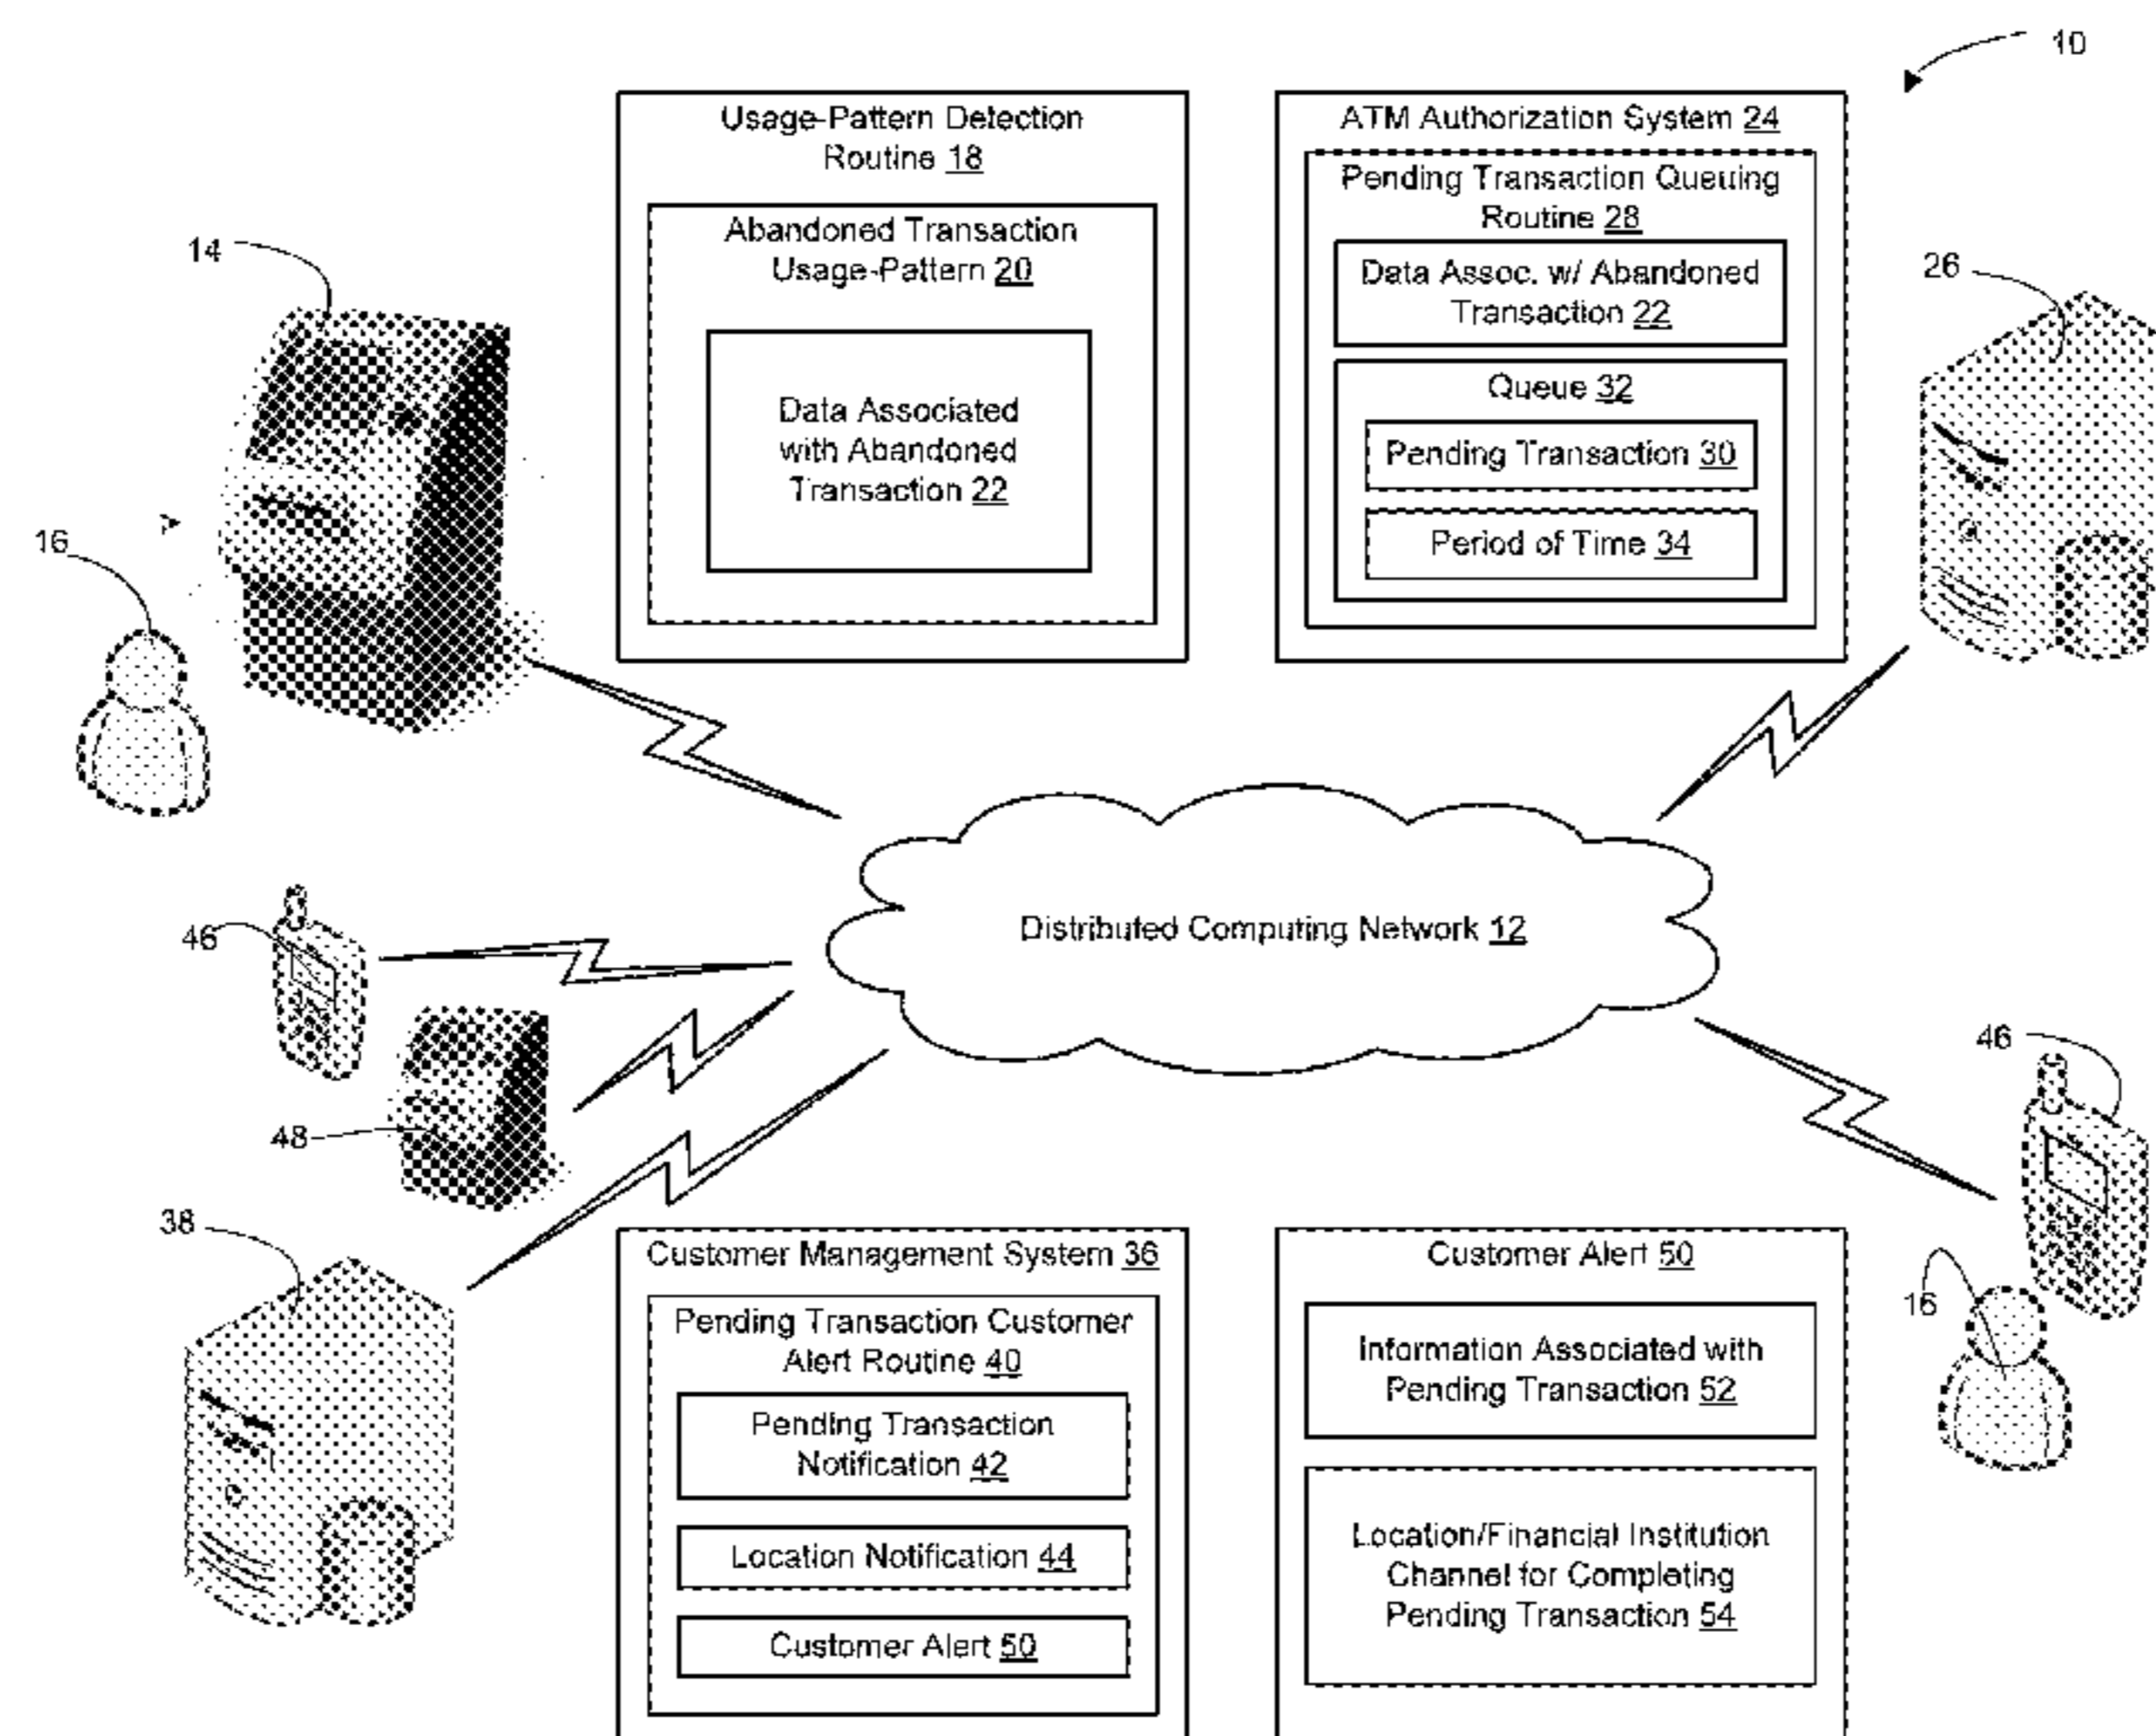 10
Usage-Pattern Detection
Routine 18
Abandoned Transaction
Usage-Pattern 20
Data Associated
with Abandoned
Transaction 22
ATM Authorization System 24
Pending Transaction Queuing
Routine 28
Data Assoc. w/ Abandoned
Transaction 22
Queue 32
Pending Transaction 30
Period of Time 34
14
16
26
Distributed Computing Network 12
46
48
38
46
16
Customer Management System 36
Pending Transaction Customer
Alert Routine 40
Pending Transaction
Notification 42
Location Notification 44
Customer Alert 50
Customer Alert 50
Information Associated with
Pending Transaction 52
Location/Financial Institution
Channel for Completing
Pending Transaction 54